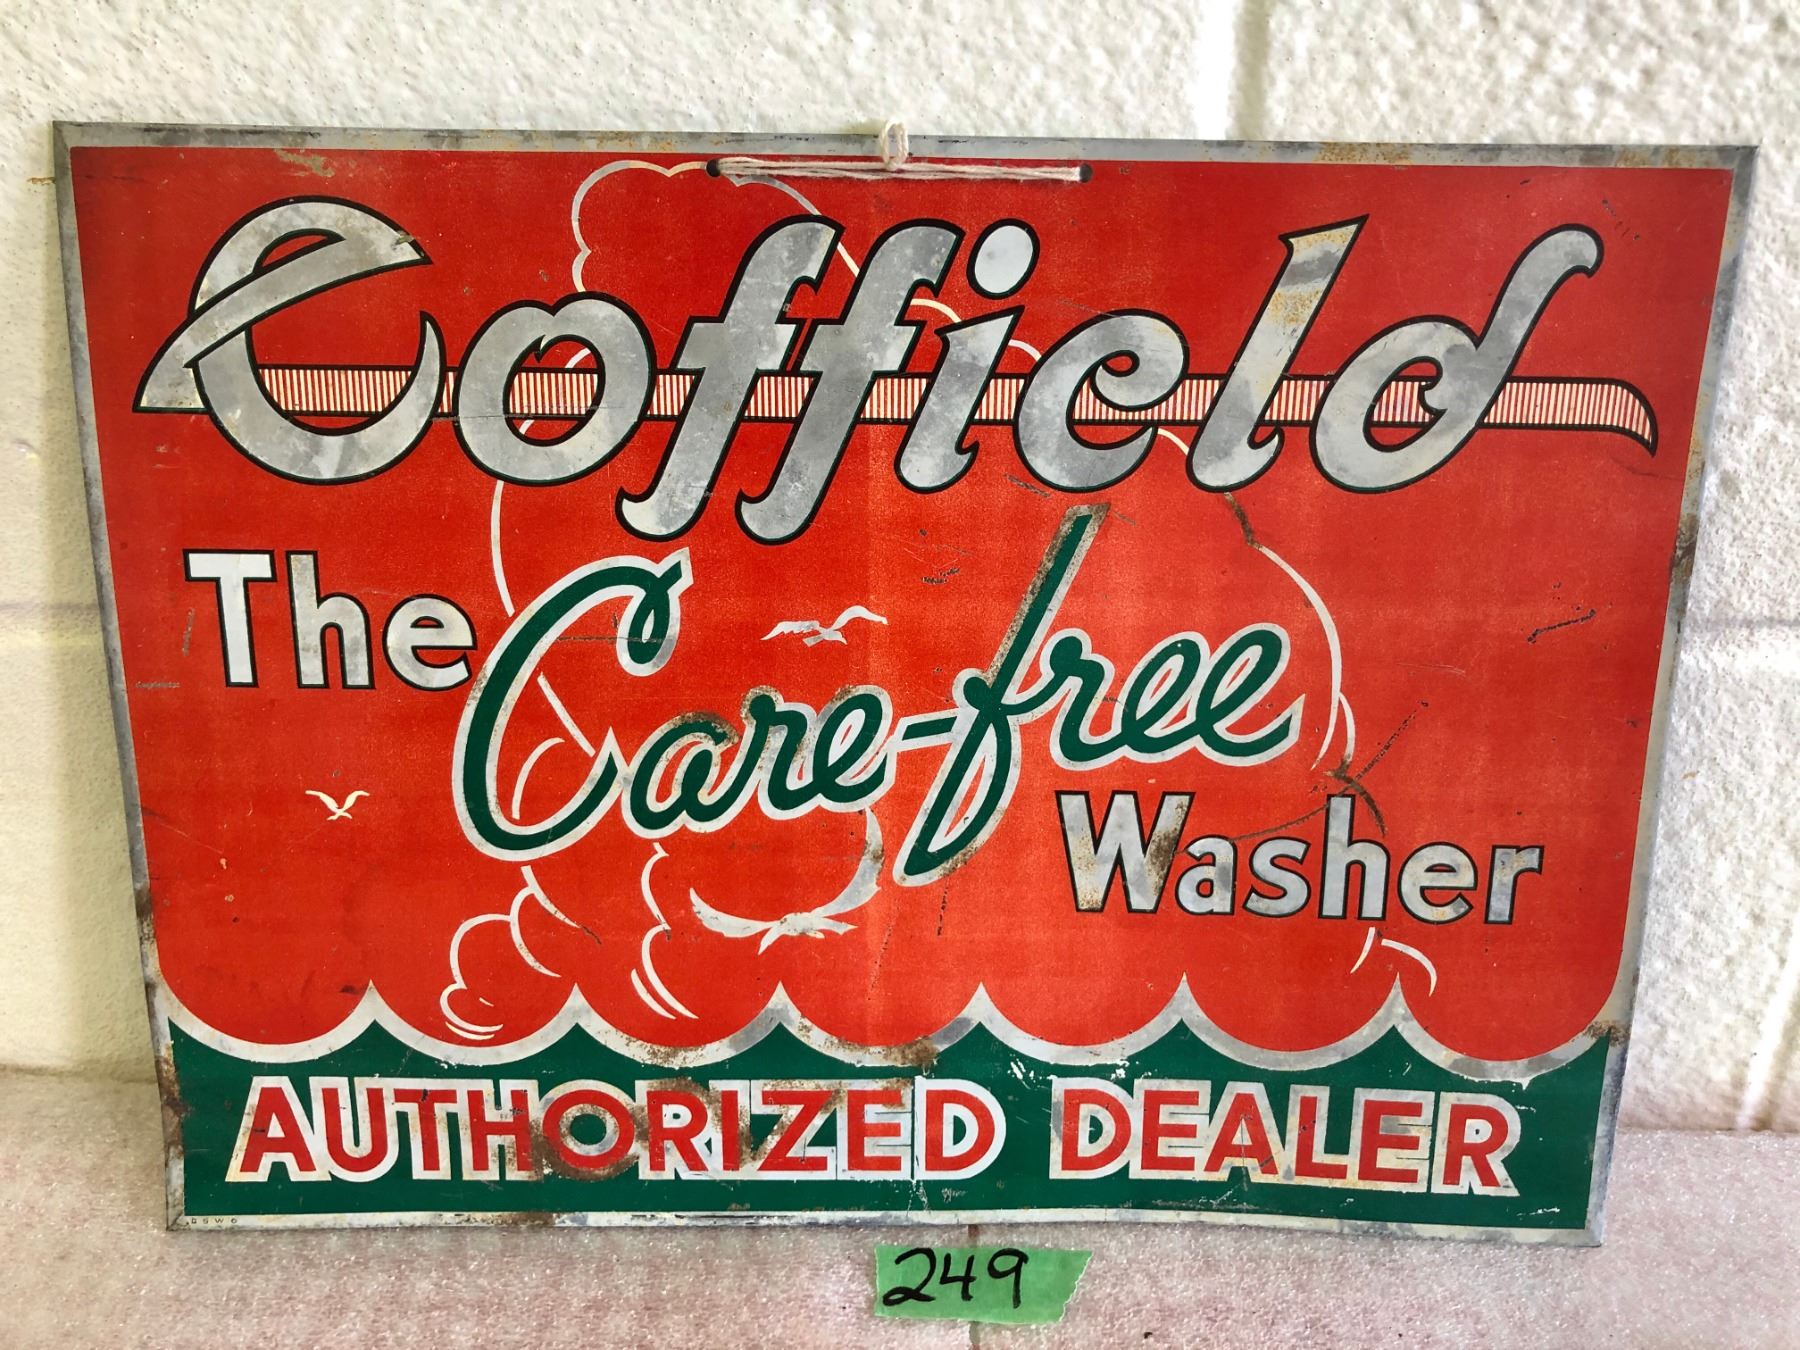 Coffield
The Care-free Washer
AUTHORIZED DEALER
249